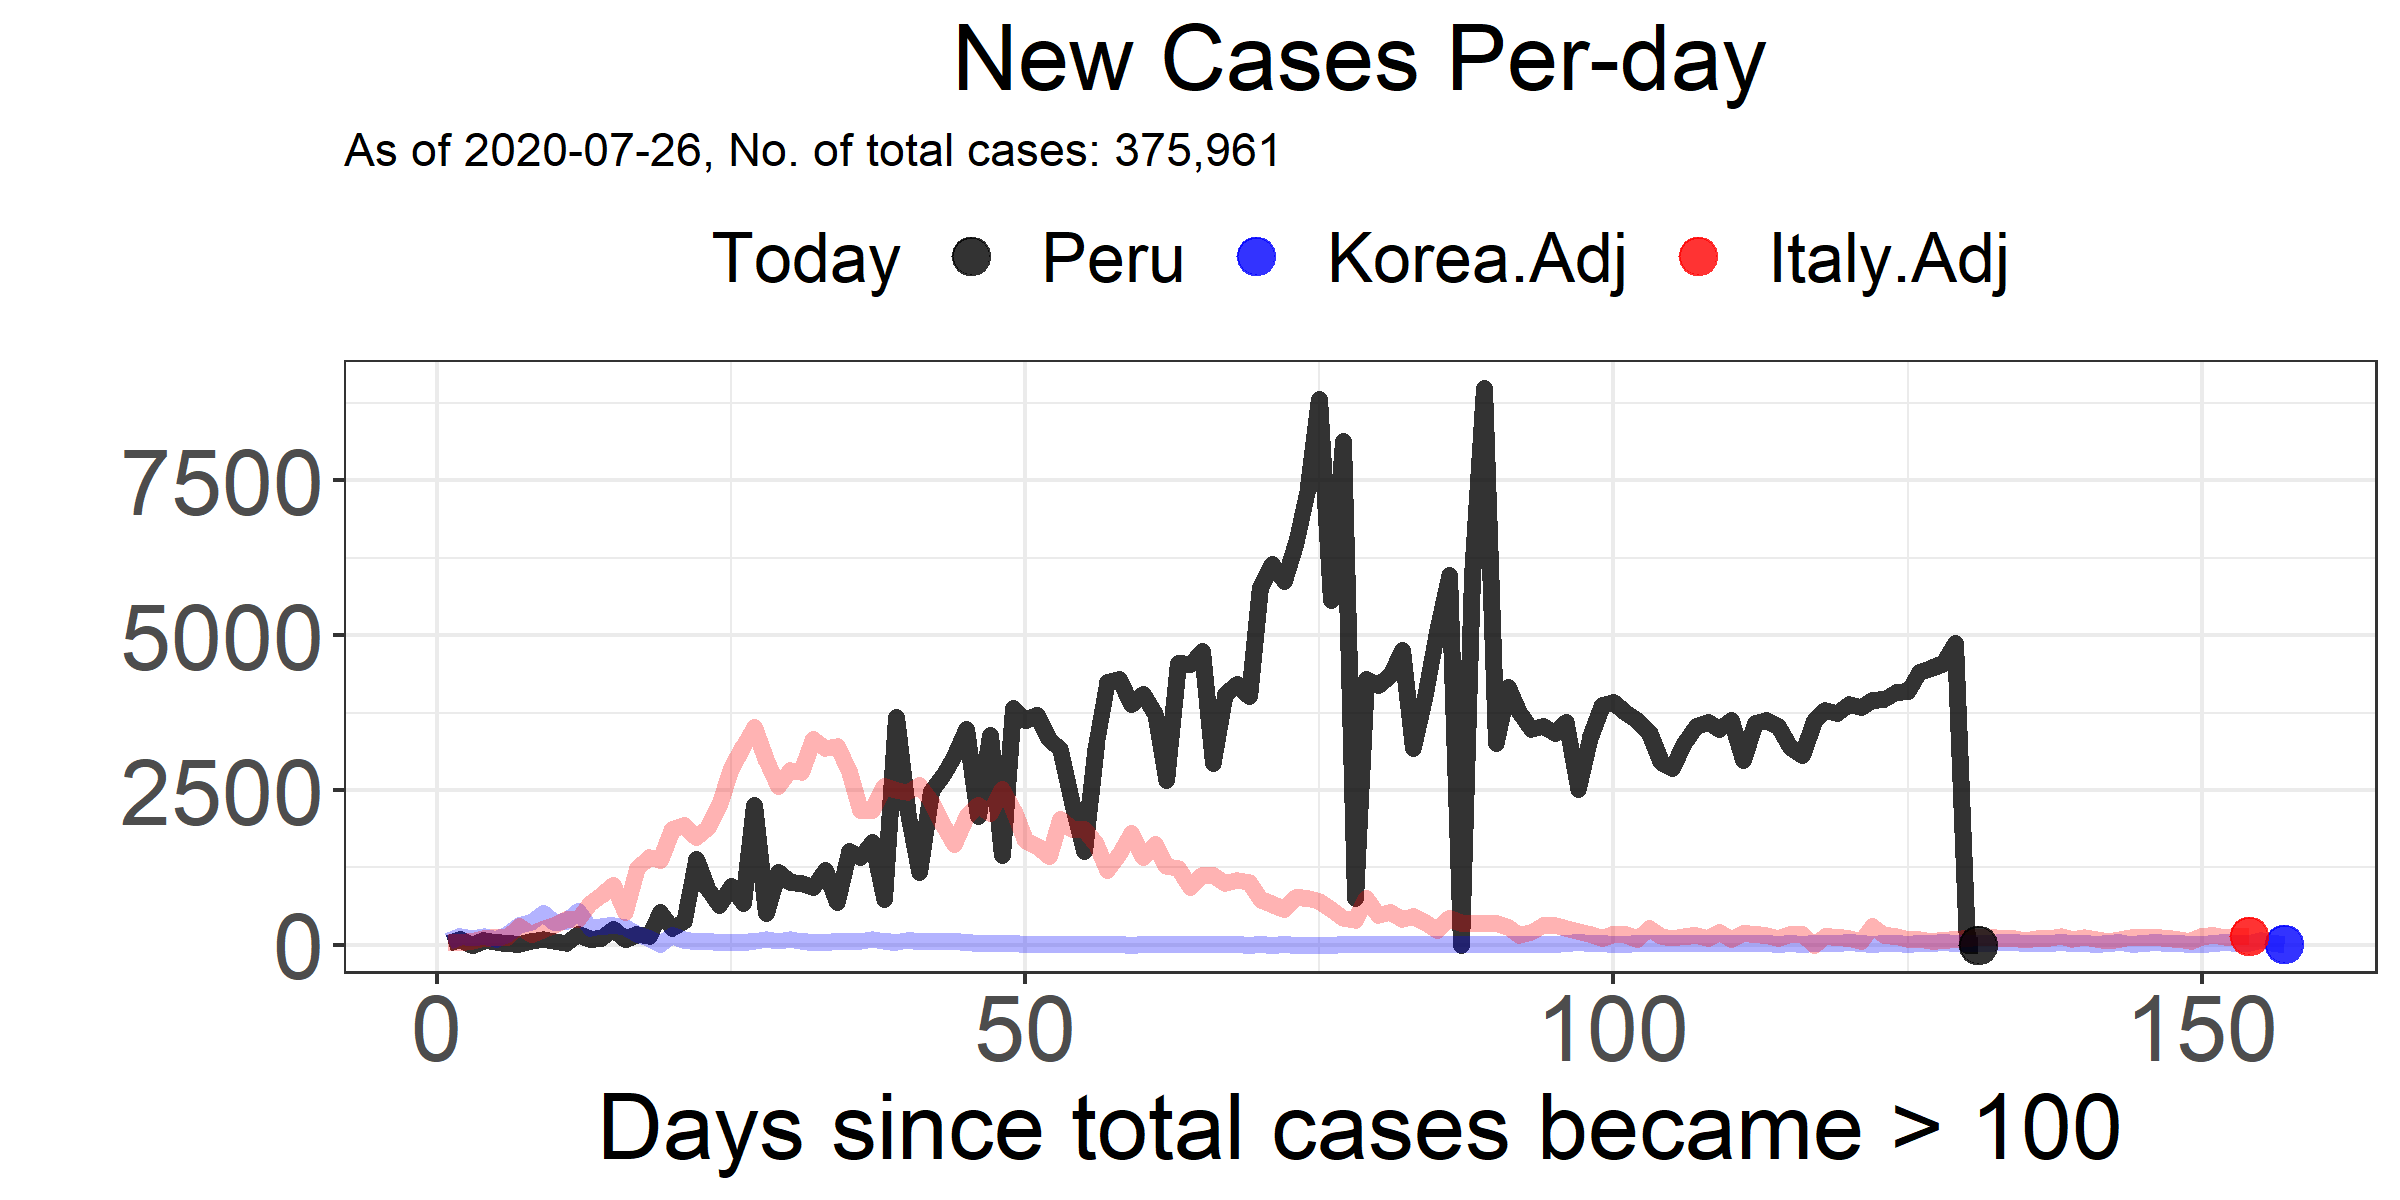 New Cases Per-day
As of 2020-07-26, No. of total cases: 375,961
Today Peru Korea.Adj Italy.Adj
7500
5000
2500
0
0 50 100 150
Days since total cases became > 100